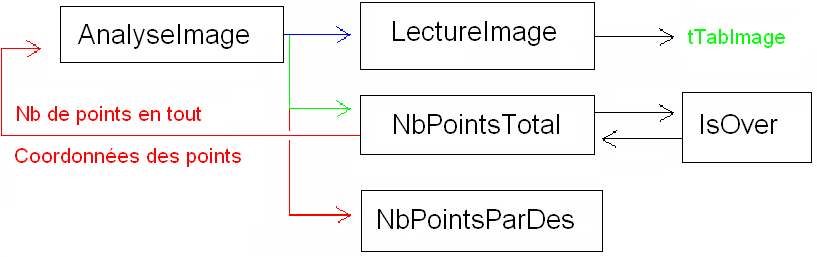 AnalyseImage
LectureImage
tTabImage
Nb de points en tout
NbPointsTotal
IsOver
Coordonnées des points
NbPointsParDes